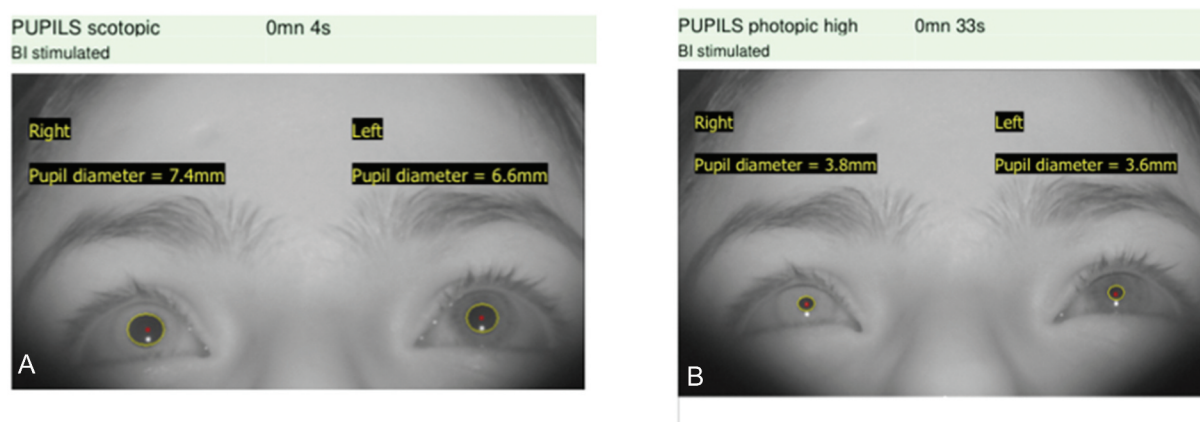 PUPILS scotopic 0mn 4s
BI stimulated
Right Left
Pupil diameter = 7.4mm Pupil diameter = 6.6mm
A
PUPILS photopic high 0mn 33s
BI stimulated
Right Left
Pupil diameter = 3.8mm Pupil diameter = 3.6mm
B